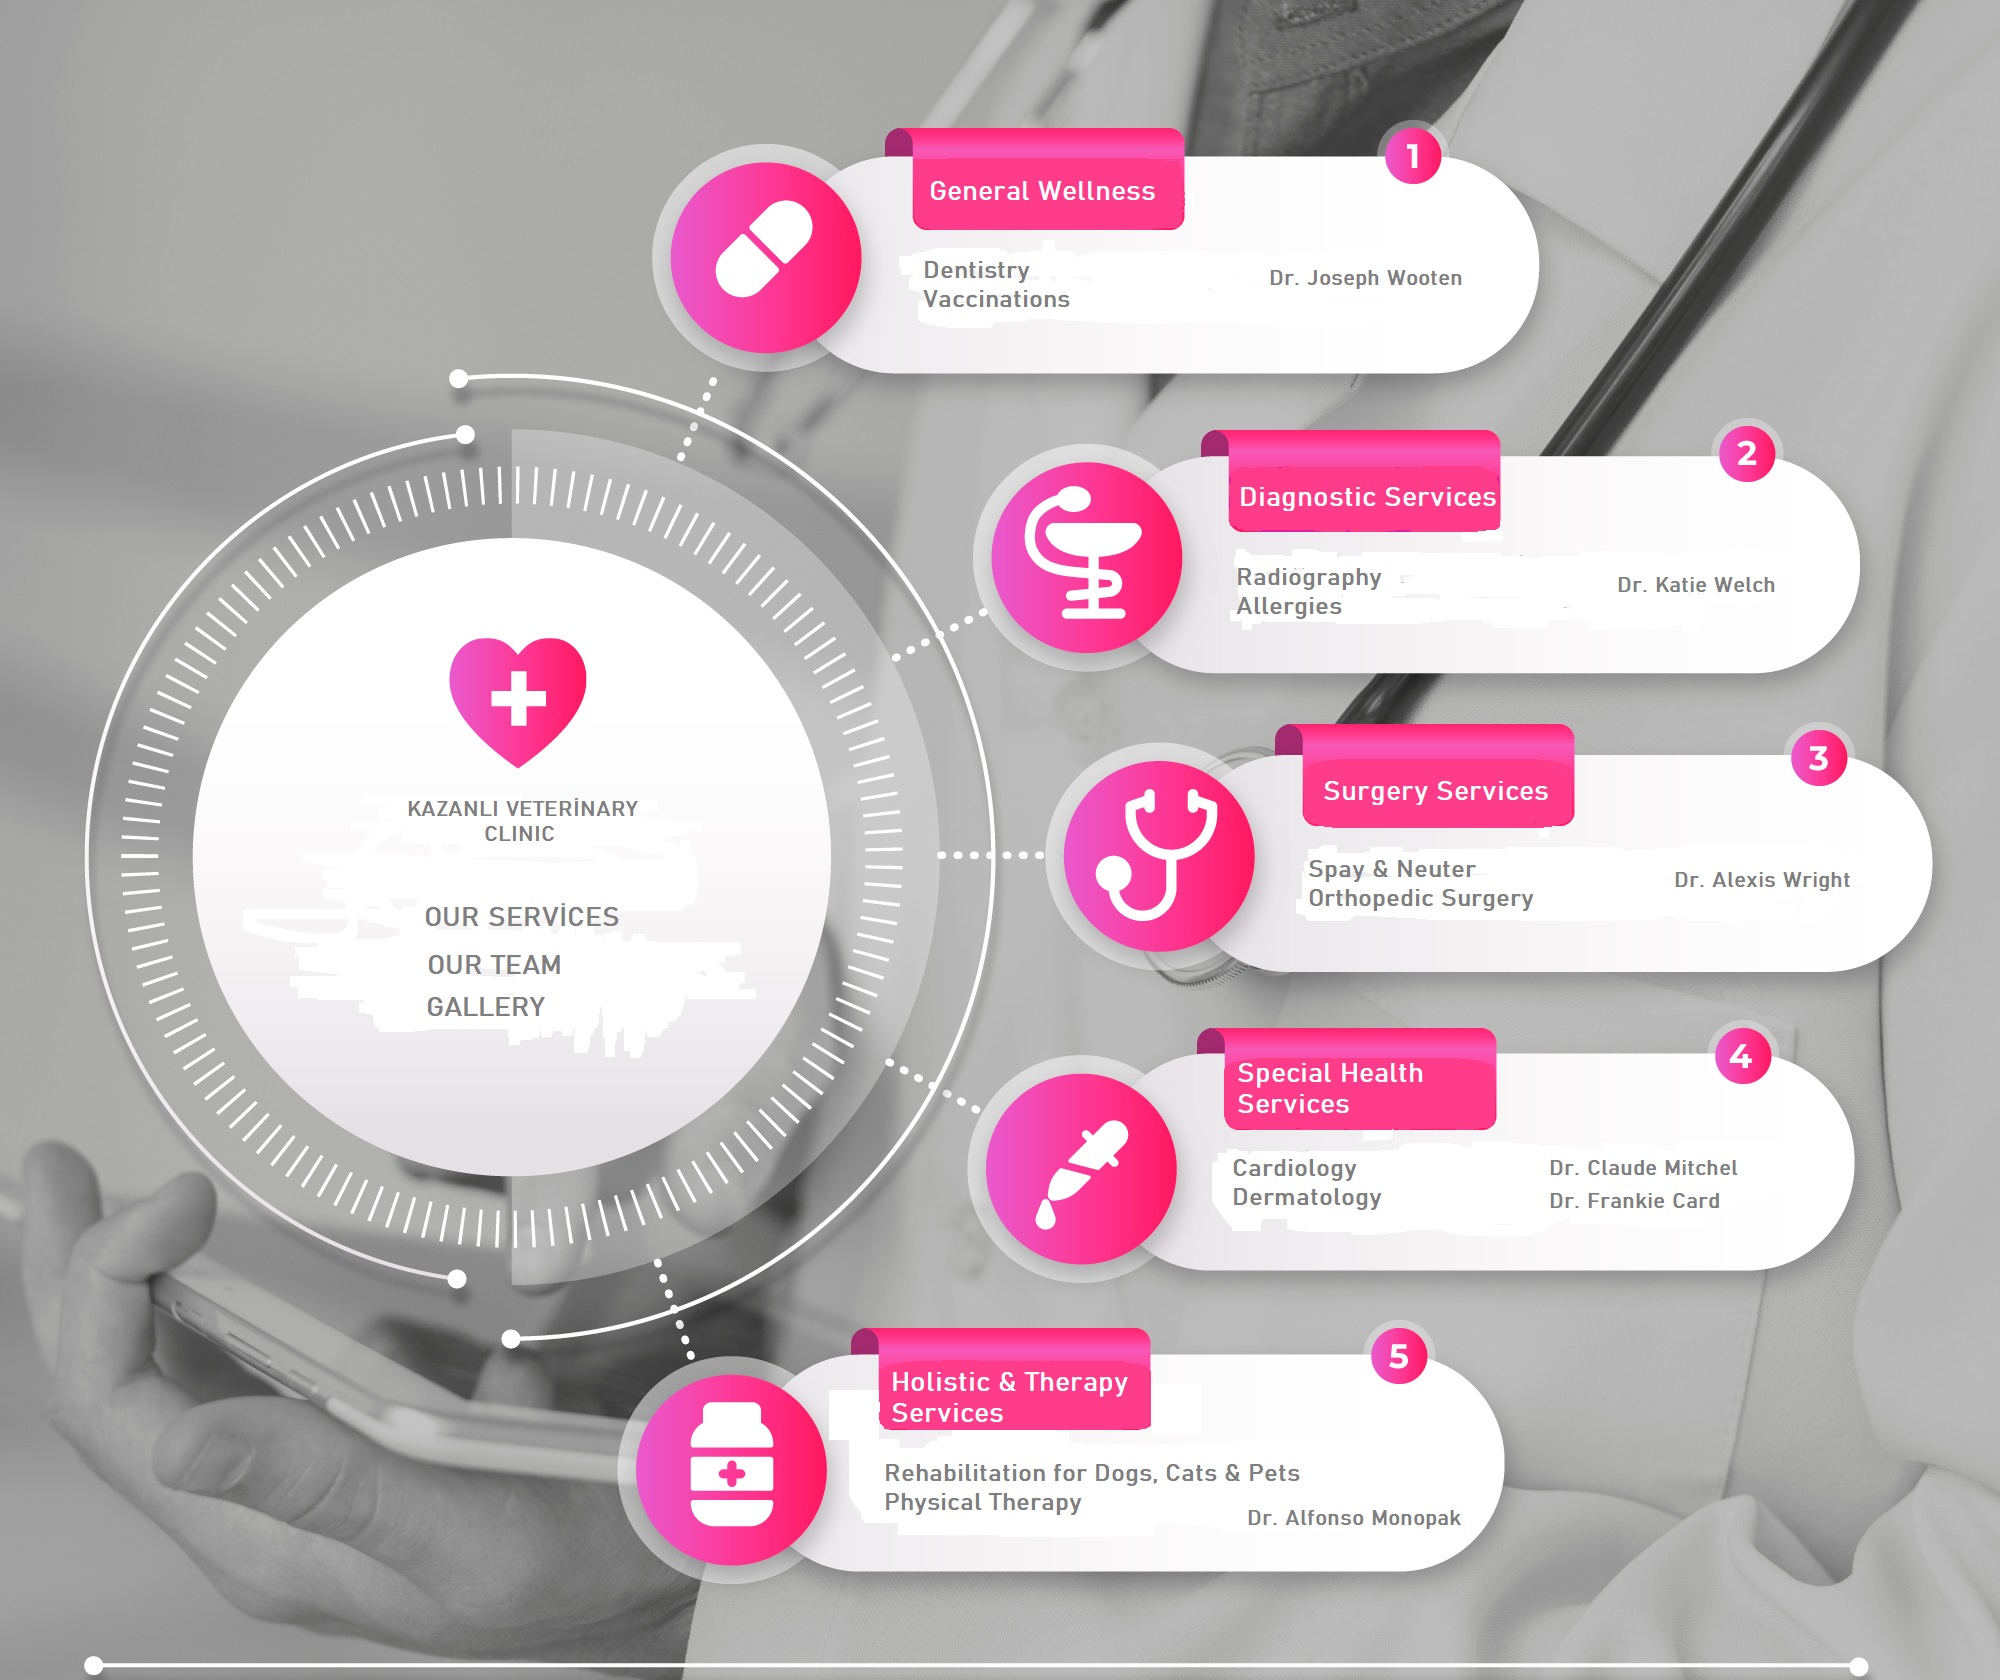 1
General Wellness
Dentistry
Vaccinations
Dr. Joseph Wooten
2
Diagnostic Services
Radiography
Allergies
Dr. Katie Welch
KAZANLI VETERİNARY
CLINIC
OUR SERVİCES
OUR TEAM
GALLERY
3
Surgery Services
Spay & Neuter
Orthopedic Surgery
Dr. Alexis Wright
4
Special Health
Services
Cardiology
Dermatology
Dr. Claude Mitchel
Dr. Frankie Card
5
Holistic & Therapy
Services
Rehabilitation for Dogs, Cats & Pets
Physical Therapy
Dr. Alfonso Monopak